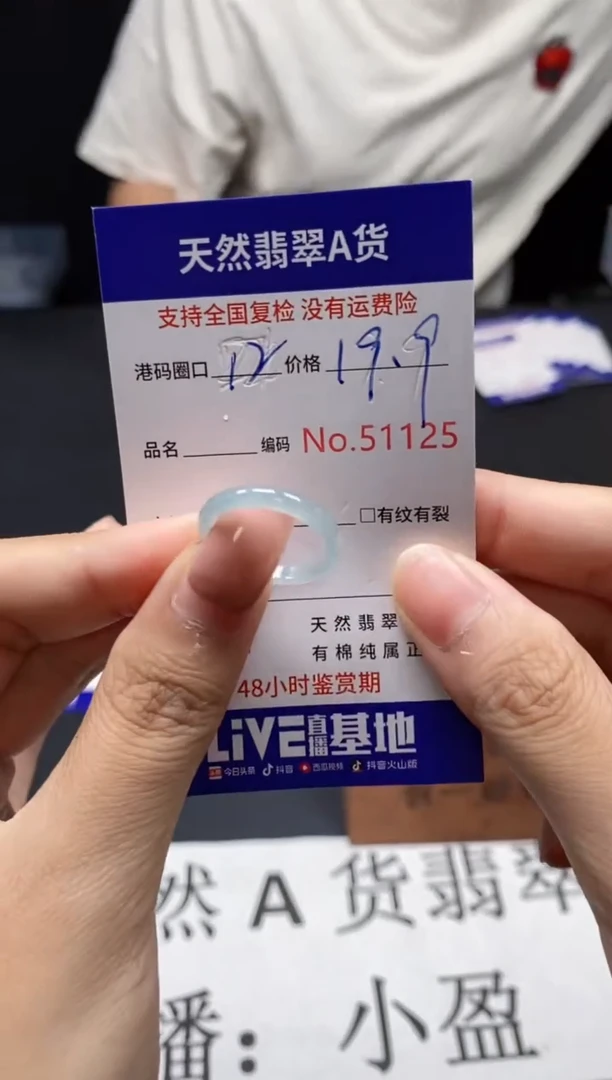 天然翡翠A货
支持全国复检 没有运费险
港码圈口 12 价格 19.9
品名 编码 No.51125
□有纹有裂
天然翡翠
有棉纯属正
48小时鉴赏期
LiVE直播基地
今日头条 抖音 西瓜视频 抖音火山版
然A货翡翠
播：小盈